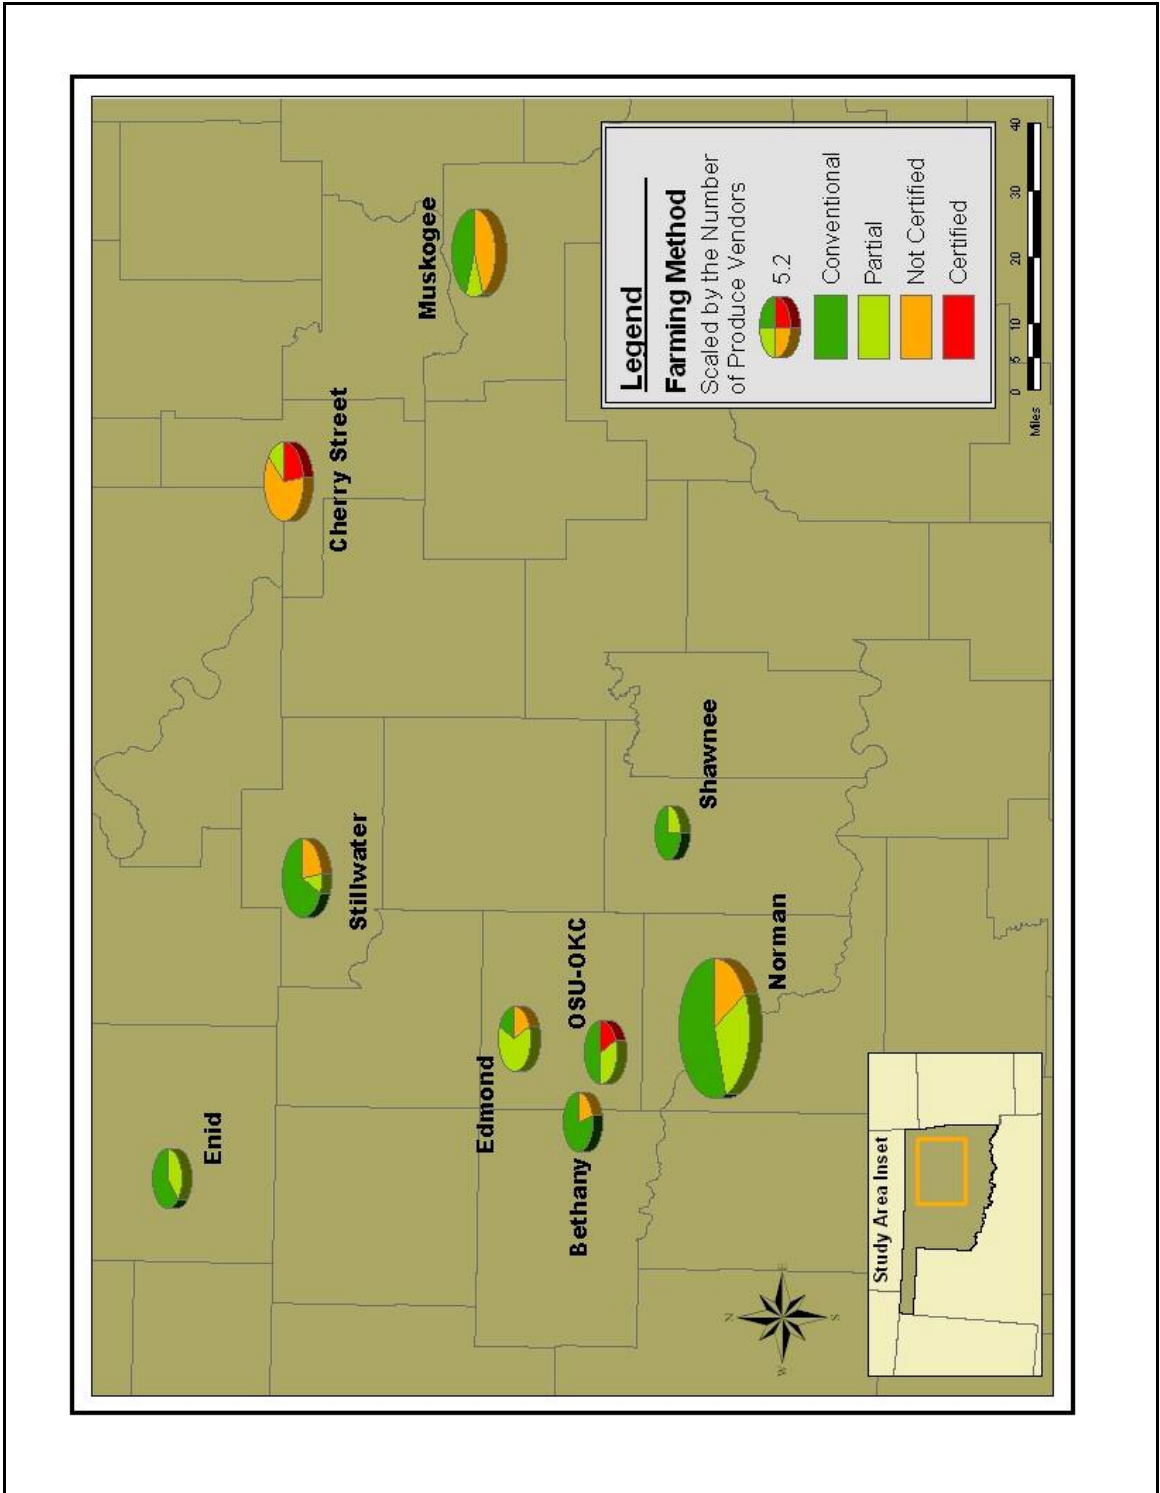 Muskogee
Cherry Street
Stillwater
Enid
Edmond
OSU-OKC
Bethany
Shawnee
Norman
Legend
Farming Method
Scaled by the Number
of Produce Vendors
5.2
Conventional
Partial
Not Certified
Certified
0 5 10 20 30 40
Miles
Study Area Inset
N
E
S
W